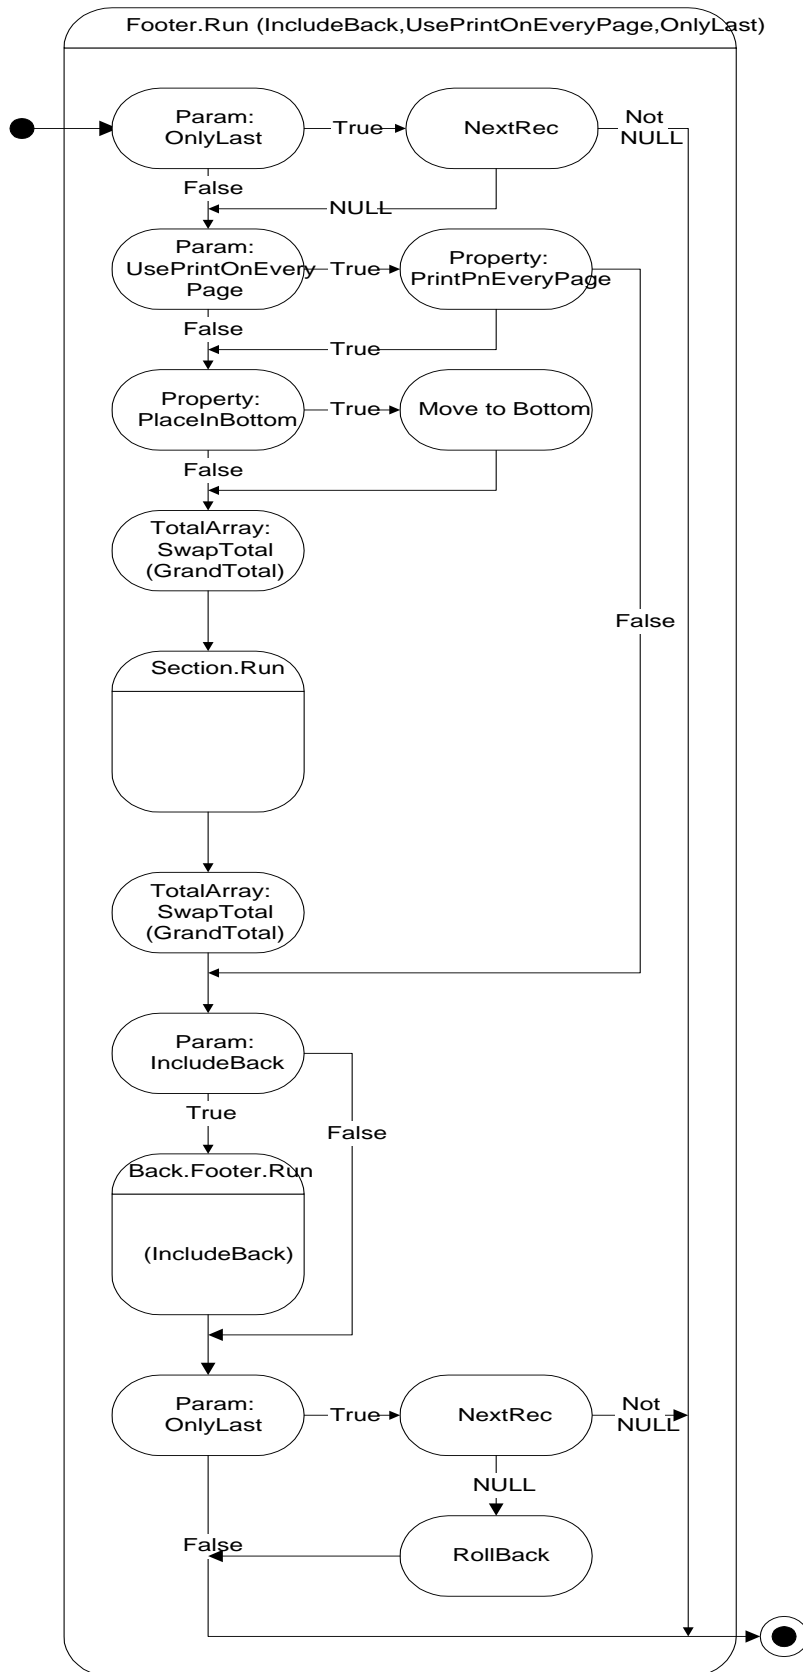 Footer.Run (IncludeBack,UsePrintOnEveryPage,OnlyLast)
Param:
OnlyLast
True
NextRec
Not
NULL
False
NULL
Param:
UsePrintOnEvery
Page
True
Property:
PrintPnEveryPage
False
True
Property:
PlaceInBottom
True
Move to Bottom
False
TotalArray:
SwapTotal
(GrandTotal)
False
Section.Run
TotalArray:
SwapTotal
(GrandTotal)
Param:
IncludeBack
True
False
Back.Footer.Run
(IncludeBack)
Param:
OnlyLast
True
NextRec
Not
NULL
NULL
False
RollBack